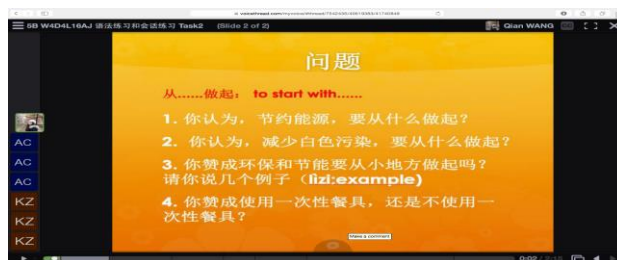 voicethread.com/myvoice/thread/
5B W4D4L16AJ 语法练习和会话练习 Task2 (Slide 2 of 2)
Qian WANG
问题
从……做起： to start with……
1. 你认为，节约能源，要从什么做起？
2. 你认为，减少白色污染，要从什么做起？
3. 你赞成环保和节能要从小地方做起吗？
请你说几个例子（lìzi:example)
4. 你赞成使用一次性餐具，还是不使用一
次性餐具？
AC
AC
AC
KZ
KZ
KZ
Make a comment